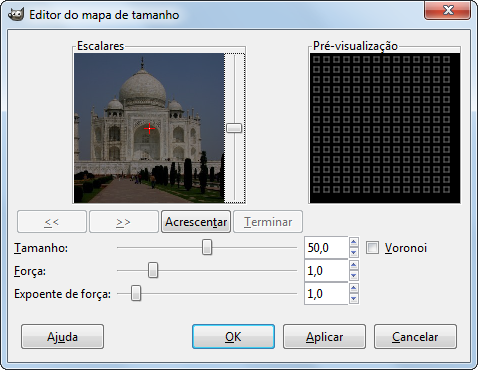 Editor do mapa de tamanho
Escalares
Pré-visualização
<< >> Acrescentar Terminar
Tamanho: 50,0 Voronoi
Força: 1,0
Expoente de força: 1,0
Ajuda OK Aplicar Cancelar